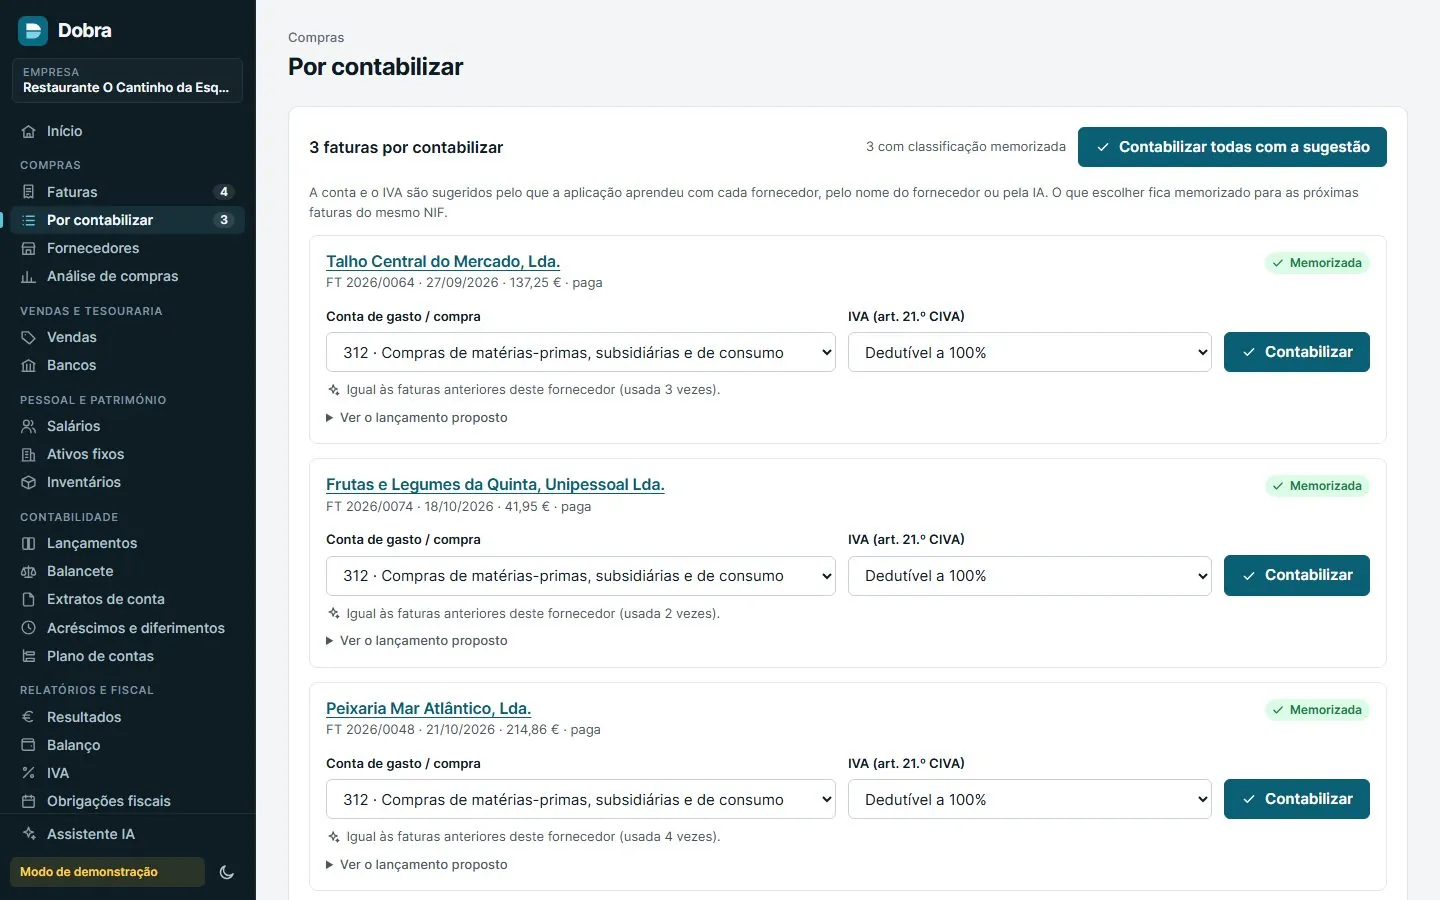 Dobra
EMPRESA
Restaurante O Cantinho da Esq...
Início
COMPRAS
Faturas 4
Por contabilizar 3
Fornecedores
Análise de compras
VENDAS E TESOURARIA
Vendas
Bancos
PESSOAL E PATRIMÓNIO
Salários
Ativos fixos
Inventários
CONTABILIDADE
Lançamentos
Balancete
Extratos de conta
Acréscimos e diferimentos
Plano de contas
RELATÓRIOS E FISCAL
Resultados
Balanço
IVA
Obrigações fiscais
Assistente IA
Modo de demonstração
Compras
Por contabilizar
3 faturas por contabilizar
3 com classificação memorizada
Contabilizar todas com a sugestão
A conta e o IVA são sugeridos pelo que a aplicação aprendeu com cada fornecedor, pelo nome do fornecedor ou pela IA. O que escolher fica memorizado para as próximas
faturas do mesmo NIF.
Talho Central do Mercado, Lda.
Memorizada
FT 2026/0064 · 27/09/2026 · 137,25 € · paga
Conta de gasto / compra
IVA (art. 21.º CIVA)
312 · Compras de matérias-primas, subsidiárias e de consumo
Dedutível a 100%
Contabilizar
Igual às faturas anteriores deste fornecedor (usada 3 vezes).
Ver o lançamento proposto
Frutas e Legumes da Quinta, Unipessoal Lda.
Memorizada
FT 2026/0074 · 18/10/2026 · 41,95 € · paga
Conta de gasto / compra
IVA (art. 21.º CIVA)
312 · Compras de matérias-primas, subsidiárias e de consumo
Dedutível a 100%
Contabilizar
Igual às faturas anteriores deste fornecedor (usada 2 vezes).
Ver o lançamento proposto
Peixaria Mar Atlântico, Lda.
Memorizada
FT 2026/0048 · 21/10/2026 · 214,86 € · paga
Conta de gasto / compra
IVA (art. 21.º CIVA)
312 · Compras de matérias-primas, subsidiárias e de consumo
Dedutível a 100%
Contabilizar
Igual às faturas anteriores deste fornecedor (usada 4 vezes).
Ver o lançamento proposto